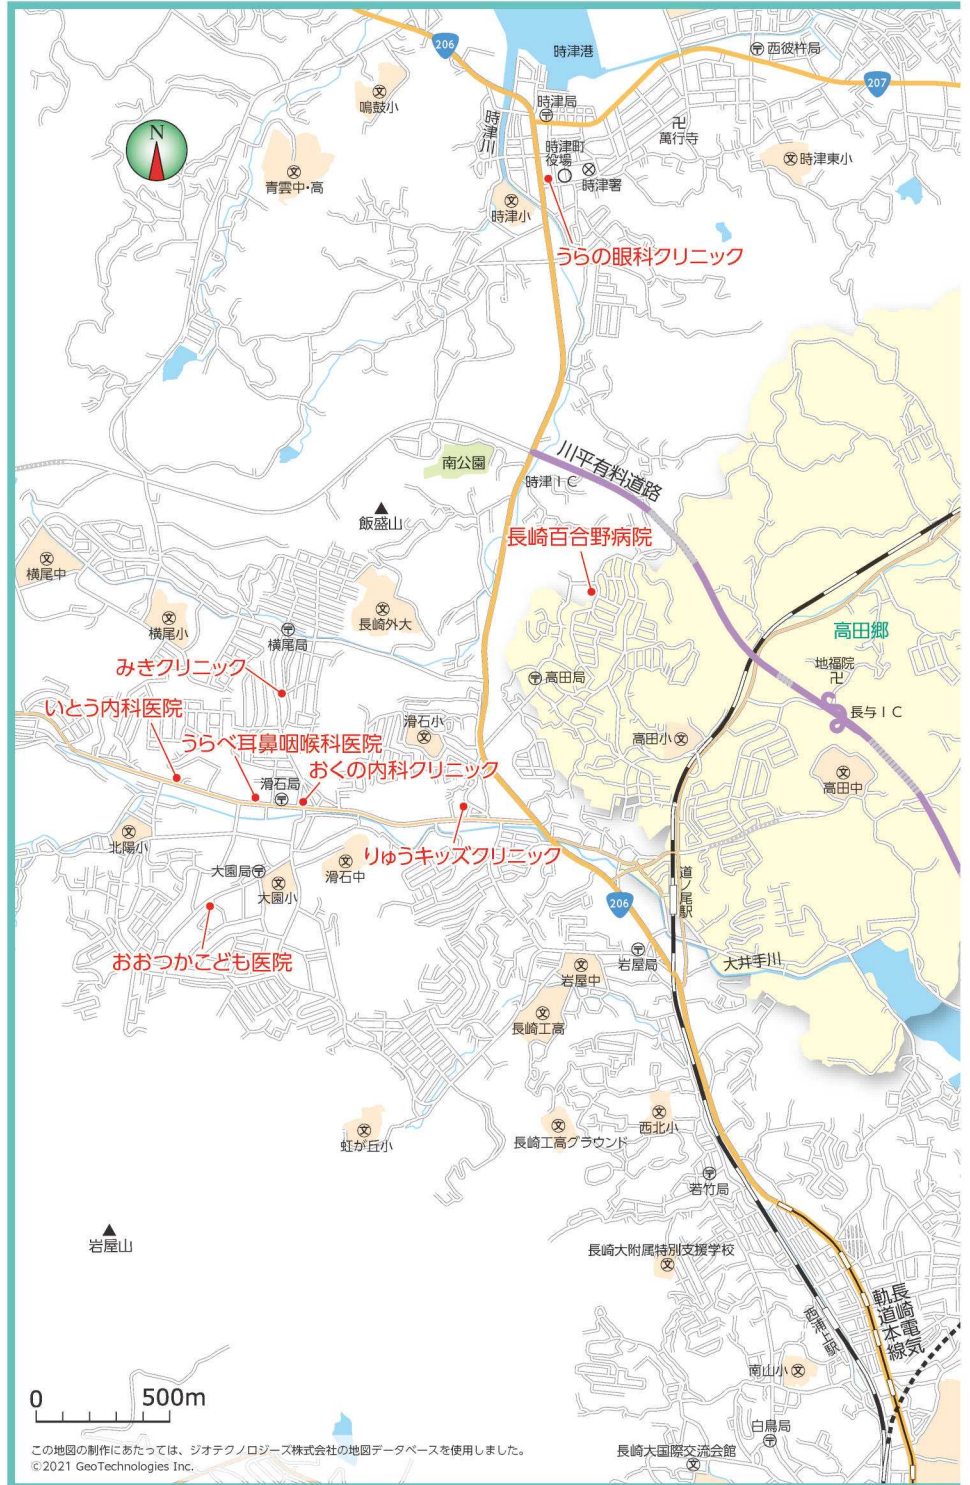 206
時津港
〒西彼杵局
207
鳴鼓小
時津局
時津川
萬行寺
時津町
役場
時津署
時津東小
青雲中・高
時津小
うらの眼科クリニック
南公園
川平有料道路
時津IC
飯盛山
長崎百合野病院
横尾中
横尾小
長崎外大
横尾局
高田郷
地福院
みきクリニック
高田局
いとう内科医院
滑石小
長与IC
うらべ耳鼻咽喉科医院
高田小
おくの内科クリニック
滑石局
高田中
北陽小
りゅうキッズクリニック
大園局
滑石中
大園小
道ノ尾駅
206
おおつかこども医院
岩屋局
大井手川
岩屋中
長崎工高
虹が丘小
長崎工高グラウンド
西北小
若竹局
岩屋山
長崎大附属特別支援学校
長崎電気
軌道本線
西浦上駅
南山小
0 500m
白鳥局
長崎大国際交流会館
この地図の制作にあたっては、ジオテクノロジーズ株式会社の地図データベースを使用しました。
©2021 GeoTechnologies Inc.
N